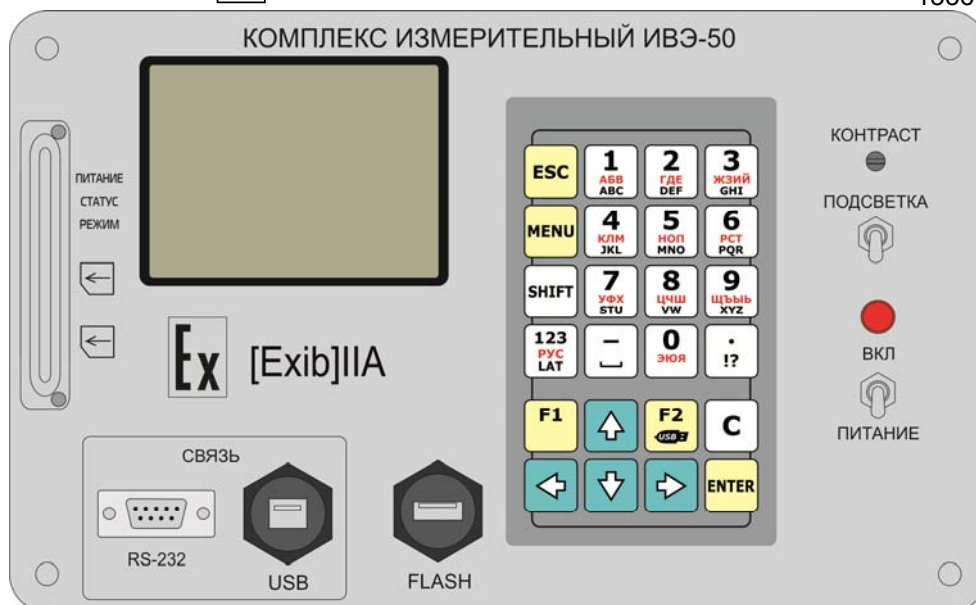 КОМПЛЕКС ИЗМЕРИТЕЛЬНЫЙ ИВЭ-50
ПИТАНИЕ
СТАТУС
РЕЖИМ
Ex [Exib]IIA
ESC
1
АБВ
ABC
2
ГДЕ
DEF
3
ЖЗИЙ
GHI
MENU
4
КЛМ
JKL
5
НОП
MNO
6
РСТ
PQR
SHIFT
7
УФХ
STU
8
ЦЧШ
VW
9
ЩЪЫЬ
XYZ
123
РУС
LAT
–
0
ЭЮЯ
.
!?
F1
F2
USB
C
ENTER
КОНТРАСТ
ПОДСВЕТКА
ВКЛ
ПИТАНИЕ
СВЯЗЬ
RS-232
USB
FLASH